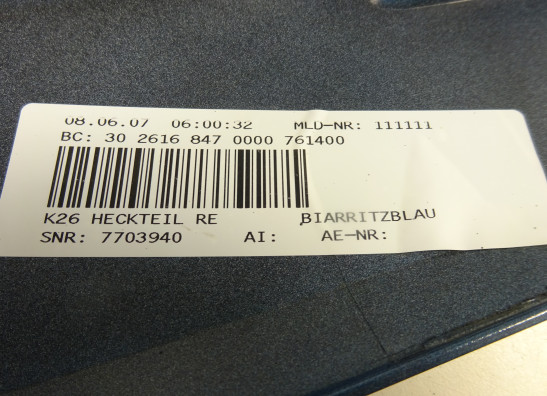 08.06.07 06:00:32 MLD-NR: 111111
BC: 30 2616 847 0000 761400
K26 HECKTEIL RE BIARRITZBLAU
SNR: 7703940 AI: AE-NR: